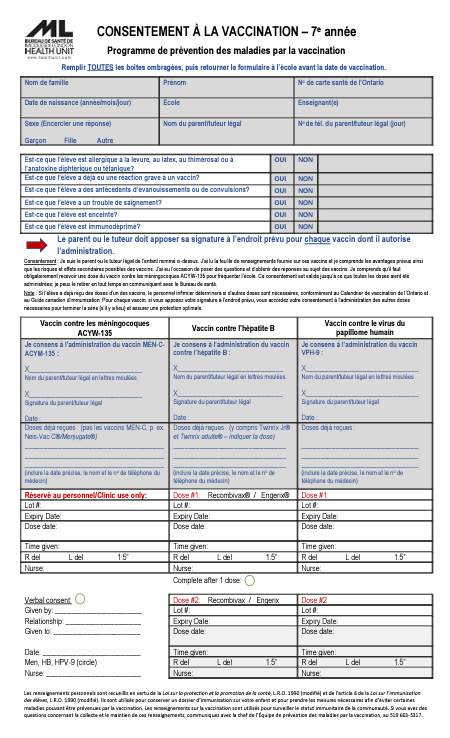 ML
BUREAU DE SANTÉ DE
MIDDLESEX-LONDON
HEALTH UNIT
www.healthunit.com
CONSENTEMENT À LA VACCINATION – 7e année
Programme de prévention des maladies par la vaccination
Remplir TOUTES les boîtes ombragées, puis retourner le formulaire à l'école avant la date de vaccination.
Nom de famille Prénom No de carte santé de l'Ontario
Date de naissance (année/mois/jour) École Enseignant(e)
Sexe (Encercler une réponse) Nom du parent/tuteur légal No de tél. du parent/tuteur légal (jour)
Garçon Fille Autre
Est-ce que l'élève est allergique à la levure, au latex, au thimérosal ou à
l'anatoxine diphtérique ou tétanique? OUI NON
Est-ce que l'élève a déjà eu une réaction grave à un vaccin? OUI NON
Est-ce que l'élève a des antécédents d'évanouissements ou de convulsions? OUI NON
Est-ce que l'élève a un trouble de saignement? OUI NON
Est-ce que l'élève est enceinte? OUI NON
Est-ce que l'élève est immunodéprimé? OUI NON
Le parent ou le tuteur doit apposer sa signature à l'endroit prévu pour chaque vaccin dont il autorise
l'administration.
Consentement : Je suis le parent ou le tuteur légal de l'enfant nommé ci-dessus. J'ai lu la feuille de renseignements fournie sur ces vaccins et je comprends les avantages prévus ainsi
que les risques et effets secondaires possibles des vaccins. J'ai eu l'occasion de poser des questions et d'obtenir des réponses au sujet des vaccins. Je comprends qu'il faut
obligatoirement recevoir une dose du vaccin contre les méningocoques ACYW-135 pour fréquenter l'école. Ce consentement est valide jusqu'à ce que toutes les doses aient été
administrées; je peux le retirer en tout temps en communiquant avec le Bureau de santé.
Note : Si l'élève a déjà reçu des doses d'un des vaccins, le personnel infirmier déterminera si d'autres doses sont nécessaires, conformément au Calendrier de vaccination de l'Ontario et
au Guide canadien d'immunisation. Pour chaque vaccin, si vous apposez votre signature à l'endroit prévu, vous accordez votre consentement à l'administration des autres doses
nécessaires pour terminer la série (s'il y a lieu) et assurer une protection optimale.
Vaccin contre les méningocoques
ACYW-135
Vaccin contre l'hépatite B
Vaccin contre le virus du
papillome humain
Je consens à l'administration du vaccin MEN-C-
ACYM-135 :
Je consens à l'administration du vaccin
contre l'hépatite B :
Je consens à l'administration du vaccin
VPH-9 :
X X X
Nom du parent/tuteur légal en lettres moulées Nom du parent/tuteur légal en lettres moulées Nom du parent/tuteur légal en lettres moulées
X X X
Signature du parent/tuteur légal Signature du parent/tuteur légal Signature du parent/tuteur légal
Date : Date : Date :
Doses déjà reçues : (pas les vaccins MEN-C, p. ex.
Neis-Vac C®/Menjugate®)
Doses déjà reçues : (y compris Twinrix Jr®
et Twinrix adulte® – indiquer la dose)
Doses déjà reçues :
(inclure la date précise, le nom et le no de téléphone du
médecin)
(inclure la date précise, le nom et le no de
téléphone du médecin)
(inclure la date précise, le nom et le no de
téléphone du médecin)
Réservé au personnel/Clinic use only: Dose #1: Recombivax® / Engerix® Dose #1:
Lot #: Lot #: Lot #:
Expiry Date: Expiry Date: Expiry Date:
Dose date: Dose date: Dose date:
Time given: Time given: Time given:
R del L del 1.5" R del L del 1.5" R del L del 1.5"
Nurse: Nurse: Nurse:
Complete after 1 dose:
Verbal consent: Dose #2: Recombivax / Engerix Dose #2
Given by: Lot #: Lot #:
Relationship: Expiry Date: Expiry Date:
Given to: Dose date: Dose date:
Date: Time given: Time given:
Men, HB, HPV-9 (circle) R del L del 1.5" R del L del 1.5"
Nurse: Nurse: Nurse:
Les renseignements personnels sont recueillis en vertu de la Loi sur la protection et la promotion de la santé, L.R.O. 1990 (modifié) et de l'article 8 de la Loi sur l'immunisation
des élèves, L.R.O. 1990 (modifié). Ils sont utilisés pour conserver un dossier d'immunisation sur votre enfant et pour prendre les mesures nécessaires afin d'éviter certaines
maladies pouvant être prévenues par la vaccination. Les renseignements sur la vaccination sont utilisés pour surveiller le statut immunitaire de la communauté. Si vous avez des
questions concernant la collecte et le maintien de ces renseignements, communiquez avec la chef de l'Équipe de prévention des maladies par la vaccination, au 519-663-5317.